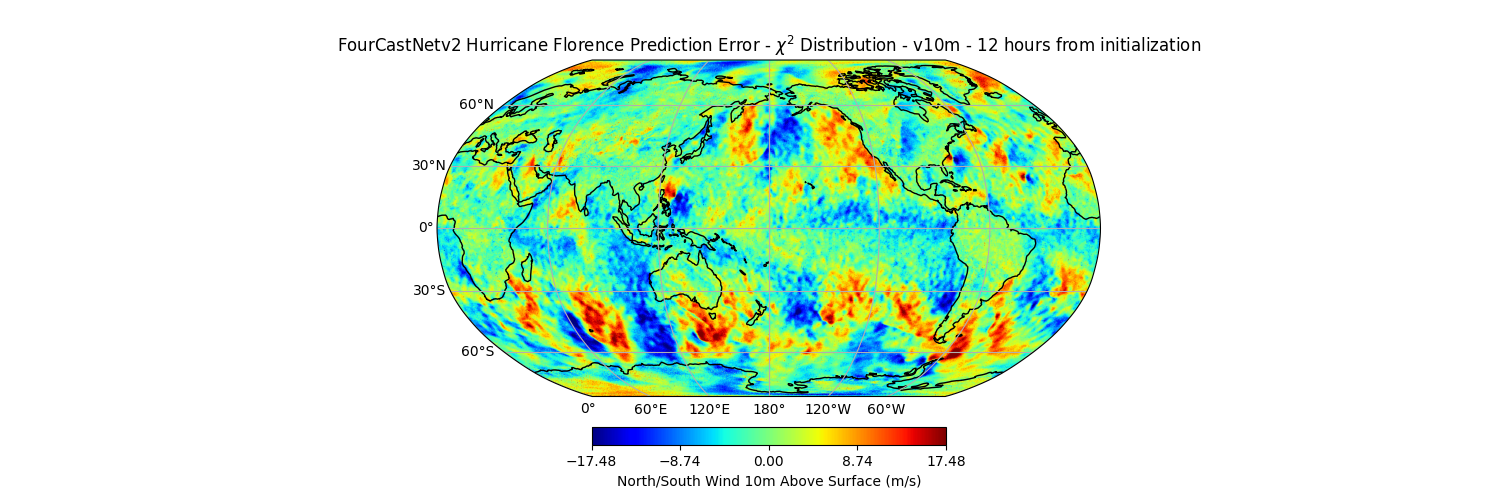 FourCastNetv2 Hurricane Florence Prediction Error - χ² Distribution - v10m - 12 hours from initialization
60°N
30°N
0°
30°S
60°S
0° 60°E 120°E 180° 120°W 60°W
−17.48 −8.74 0.00 8.74 17.48
North/South Wind 10m Above Surface (m/s)